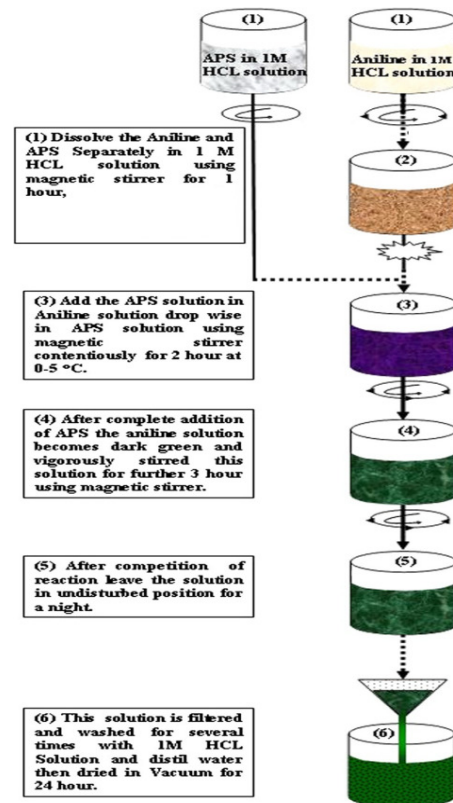 (1)
(1)
APS in 1M
HCL solution
Aniline in 1M
HCL solution
(1) Dissolve the Aniline and
APS Separately in 1 M
HCL solution using
magnetic stirrer for 1
hour,
(2)
(3) Add the APS solution in
Aniline solution drop wise
in APS solution using
magnetic stirrer
contentiously for 2 hour at
0-5 °C.
(3)
(4) After complete addition
of APS the aniline solution
becomes dark green and
vigorously stirred this
solution for further 3 hour
using magnetic stirrer.
(4)
(5) After competition of
reaction leave the solution
in undisturbed position for
a night.
(5)
(6) This solution is filtered
and washed for several
times with 1M HCL
Solution and distil water
then dried in Vacuum for
24 hour.
(6)